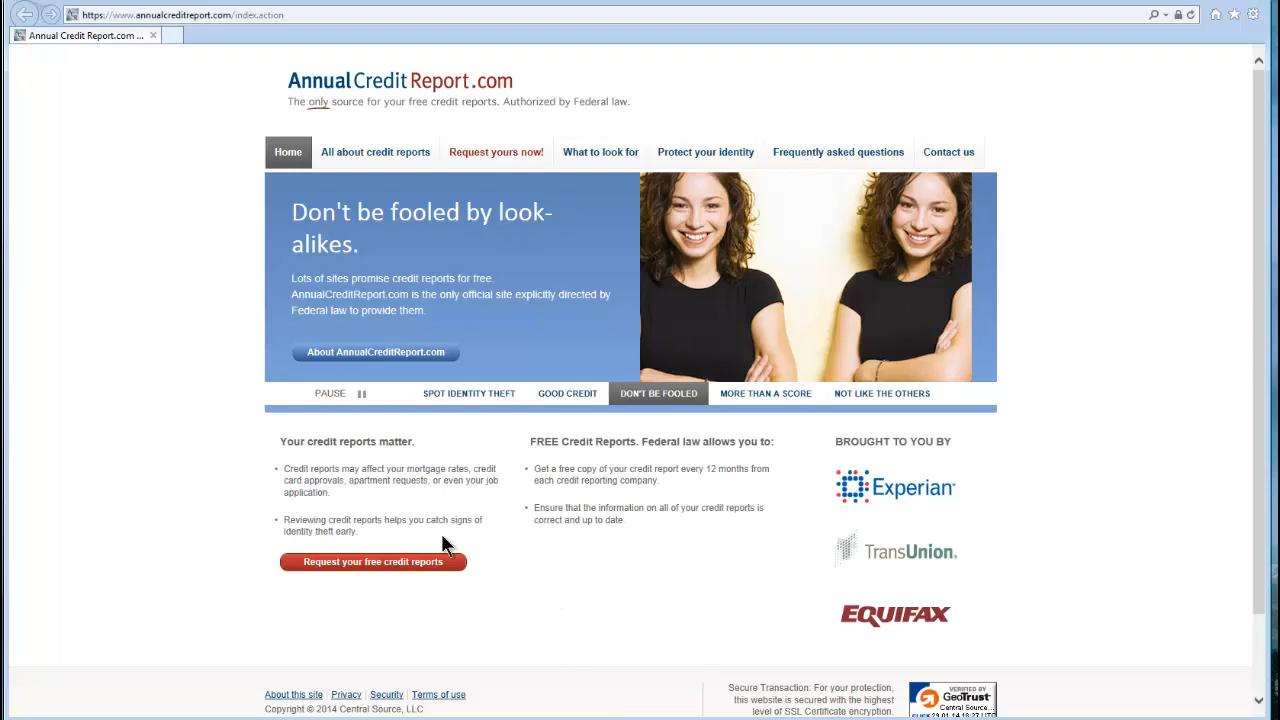 https://www.annualcreditreport.com/index.action
Annual Credit Report.com ...
AnnualCreditReport.com
The only source for your free credit reports. Authorized by Federal law.
Home
All about credit reports
Request yours now!
What to look for
Protect your identity
Frequently asked questions
Contact us
Don't be fooled by look-
alikes.
Lots of sites promise credit reports for free.
AnnualCreditReport.com is the only official site explicitly directed by
Federal law to provide them.
About AnnualCreditReport.com
PAUSE
SPOT IDENTITY THEFT
GOOD CREDIT
DON'T BE FOOLED
MORE THAN A SCORE
NOT LIKE THE OTHERS
Your credit reports matter.
• Credit reports may affect your mortgage rates, credit
card approvals, apartment requests, or even your job
application.
• Reviewing credit reports helps you catch signs of
identity theft early.
Request your free credit reports
FREE Credit Reports. Federal law allows you to:
• Get a free copy of your credit report every 12 months from
each credit reporting company.
• Ensure that the information on all of your credit reports is
correct and up to date.
BROUGHT TO YOU BY
Experian
TransUnion.
EQUIFAX
About this site | Privacy | Security | Terms of use
Copyright © 2014 Central Source, LLC
Secure Transaction: For your protection,
this website is secured with the highest
level of SSL Certificate encryption.
VERIFIED BY
GeoTrust
Central Source...